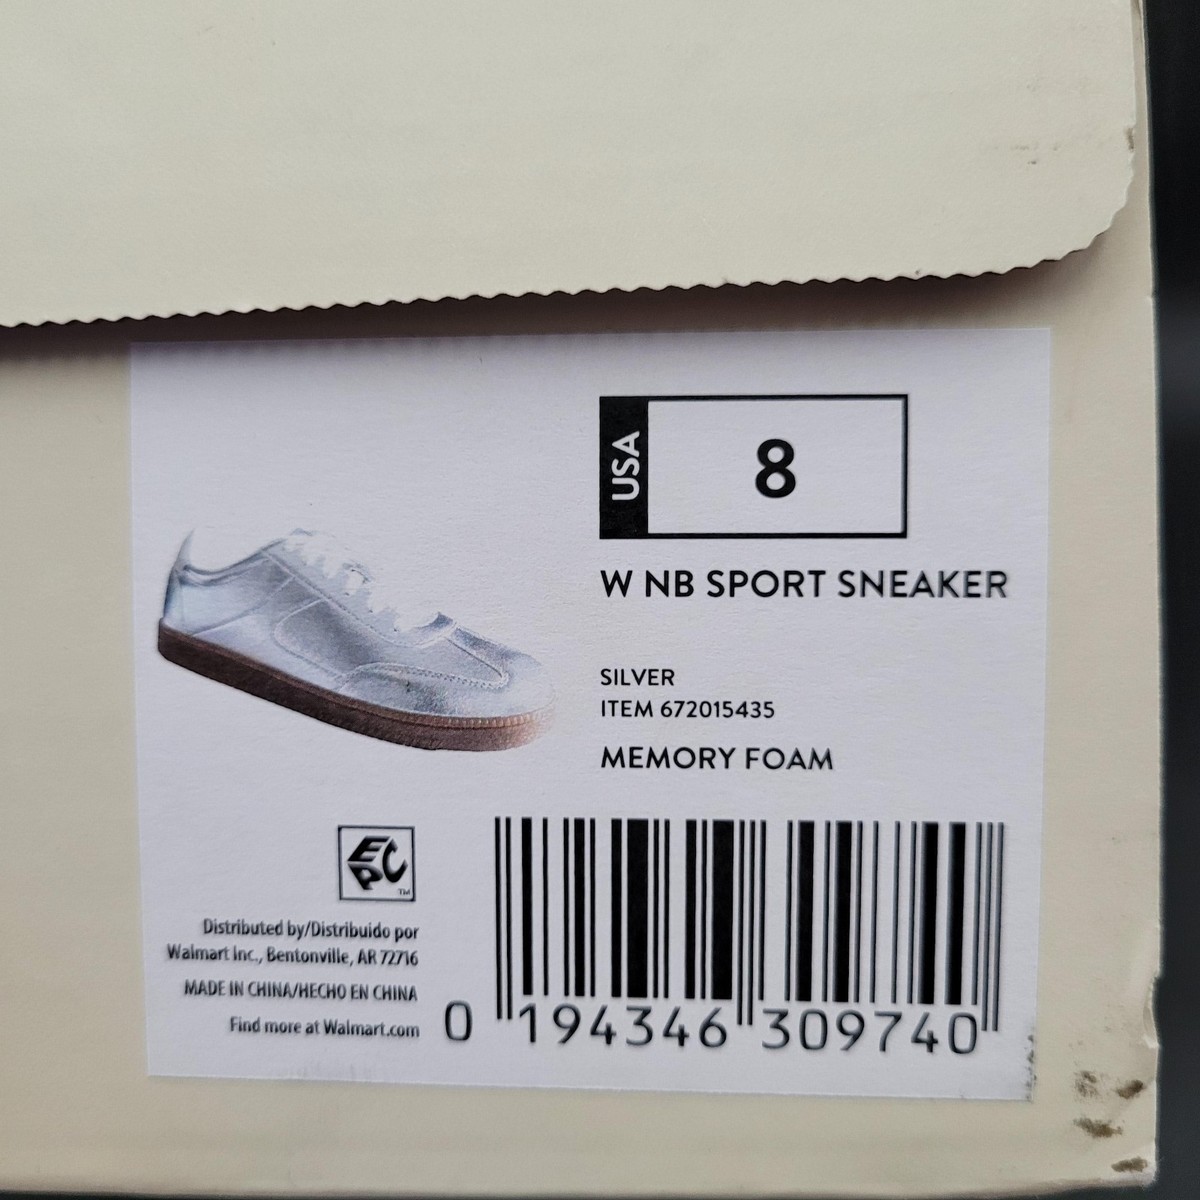 USA
8
W NB SPORT SNEAKER
SILVER
ITEM 672015435
MEMORY FOAM
EPC
TM
Distributed by/Distribuido por
Walmart Inc., Bentonville, AR 72716
MADE IN CHINA/HECHO EN CHINA
Find more at Walmart.com
0 194346 309740